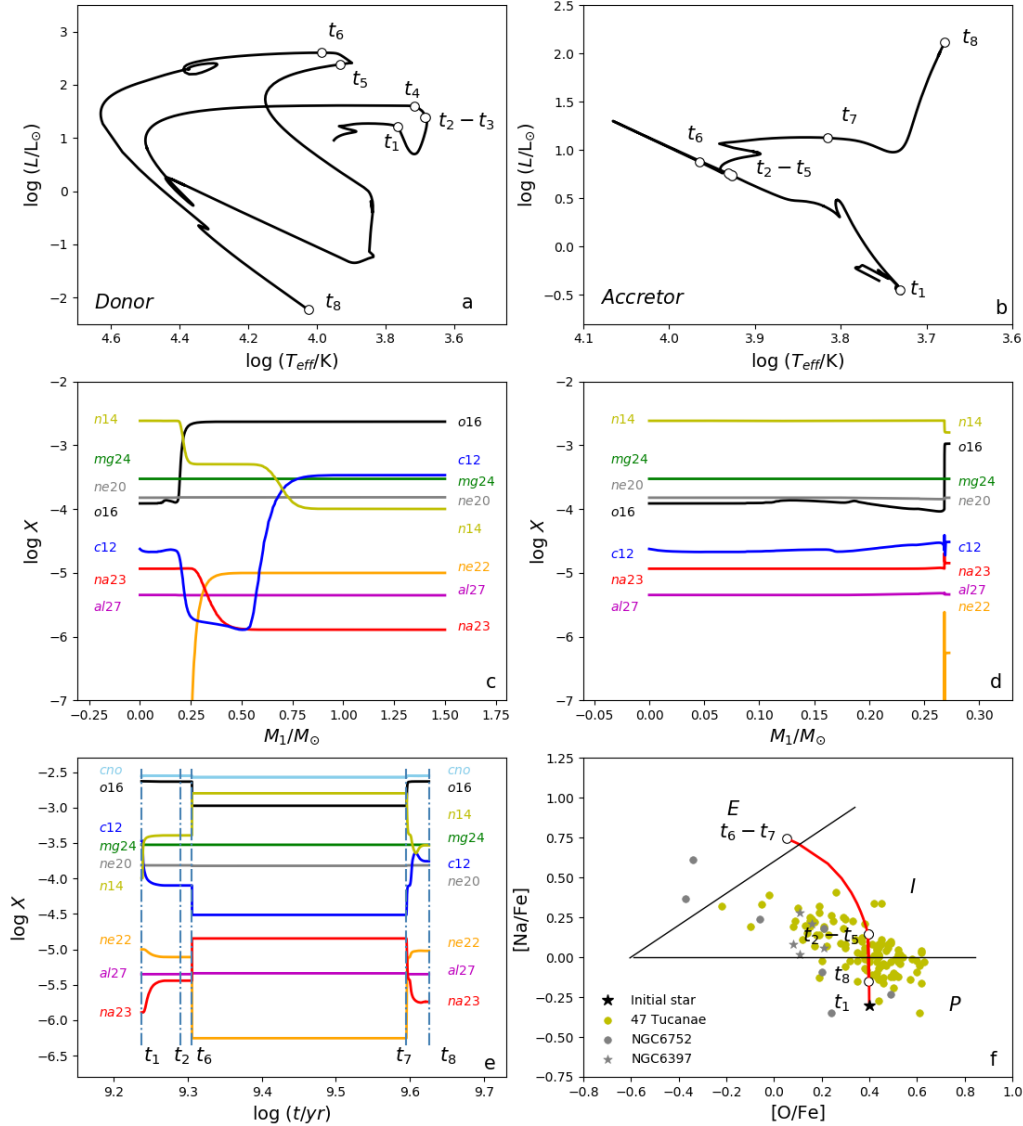 3
2
1
0
−1
−2
log (L/L⊙)
4.6 4.4 4.2 4.0 3.8 3.6
log (T_eff/K)
t6
t5
t4
t2 − t3
t1
t8
Donor
a
2.5
2.0
1.5
1.0
0.5
0.0
−0.5
log (L/L⊙)
4.1 4.0 3.9 3.8 3.7 3.6
log (T_eff/K)
t8
t7
t6
t2 − t5
t1
Accretor
b
−2
−3
−4
−5
−6
−7
log X
−0.25 0.00 0.25 0.50 0.75 1.00 1.25 1.50 1.75
M1/M⊙
n14
mg24
ne20
o16
c12
na23
al27
o16
c12
mg24
ne20
n14
ne22
al27
na23
c
−2
−3
−4
−5
−6
−7
log X
−0.05 0.00 0.05 0.10 0.15 0.20 0.25 0.30
M1/M⊙
n14
mg24
ne20
o16
c12
na23
al27
n14
o16
mg24
ne20
c12
na23
al27
ne22
d
−2.5
−3.0
−3.5
−4.0
−4.5
−5.0
−5.5
−6.0
−6.5
log X
9.2 9.3 9.4 9.5 9.6 9.7
log (t/yr)
cno
o16
c12
mg24
ne20
n14
ne22
al27
na23
cno
o16
n14
mg24
c12
ne20
ne22
al27
na23
t1 t2 t6 t7 t8
e
1.25
1.00
0.75
0.50
0.25
0.00
−0.25
−0.50
−0.75
[Na/Fe]
−0.8 −0.6 −0.4 −0.2 0.0 0.2 0.4 0.6 0.8 1.0
[O/Fe]
E
t6 − t7
I
t2 − t5
t8
t1
P
Initial star
47 Tucanae
NGC6752
NGC6397
f